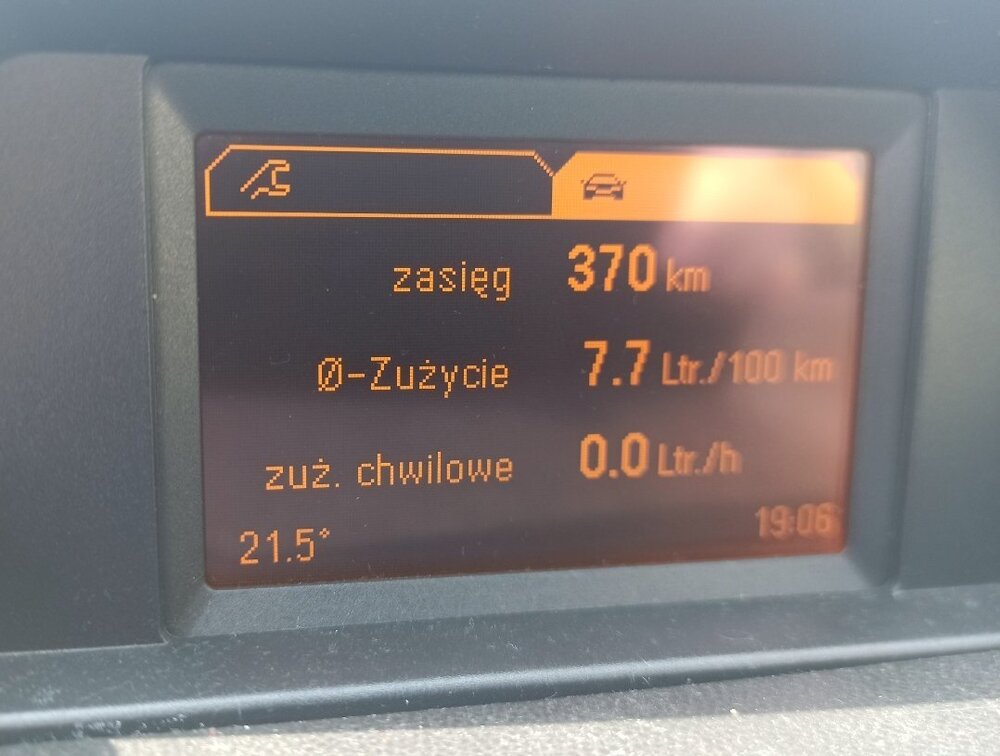 zasięg 370 km
Ø-Zużycie 7.7 Ltr./100 km
zuż. chwilowe 0.0 Ltr./h
21.5° 19:06